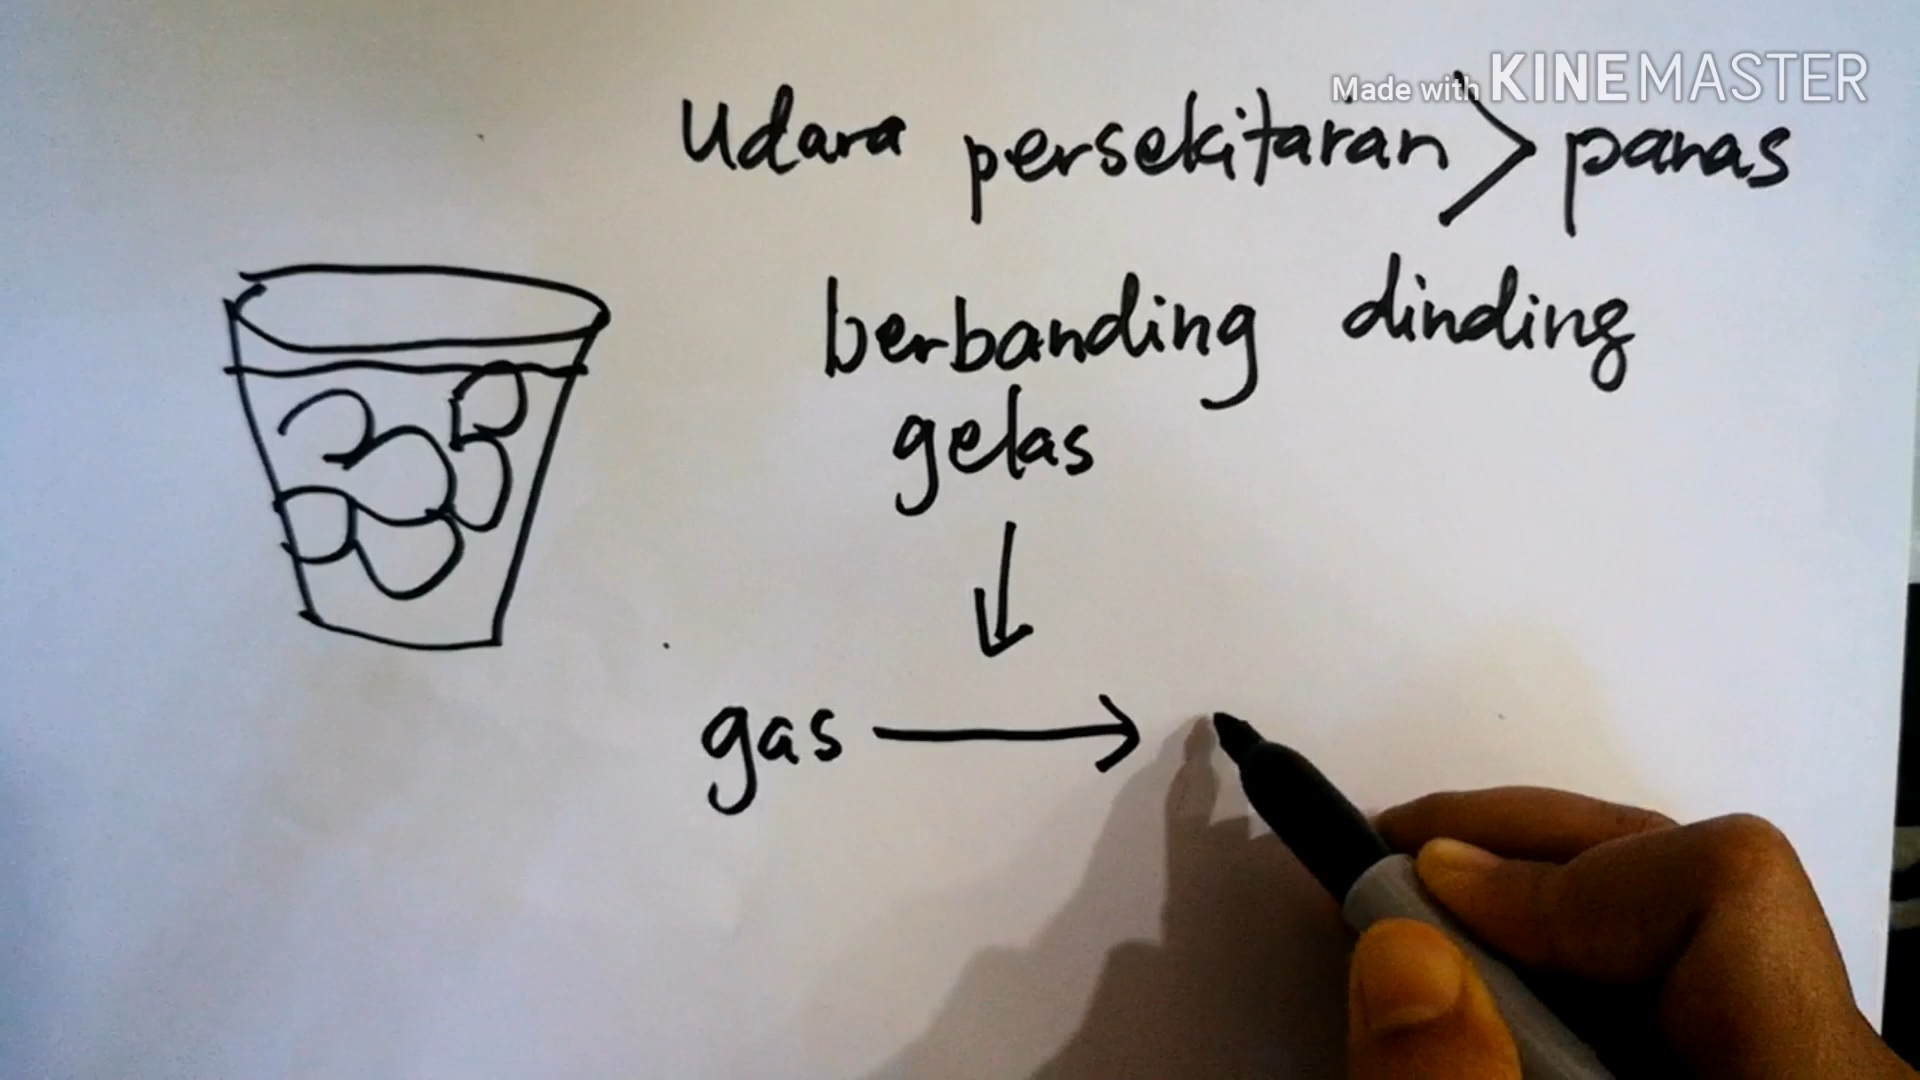 Made with KINEMASTER
Udara persekitaran > panas
berbanding dinding
gelas
↓
gas →